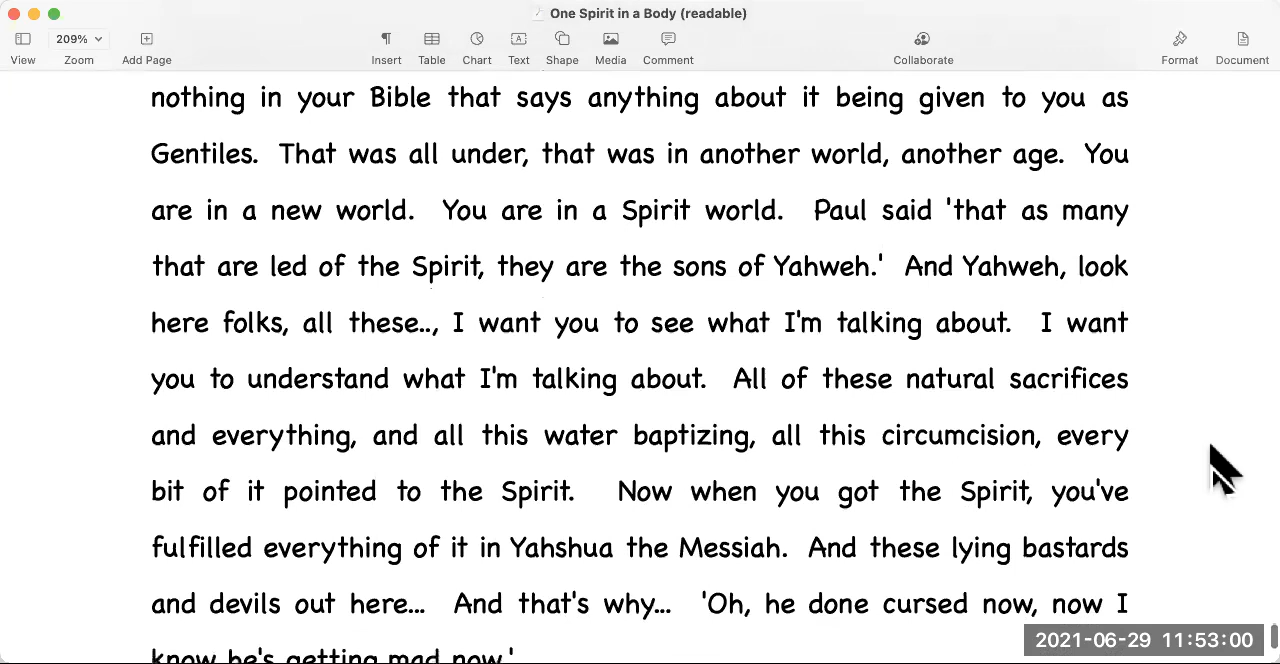 One Spirit in a Body (readable)
209%
View Zoom Add Page Insert Table Chart Text Shape Media Comment Collaborate Format Document
nothing in your Bible that says anything about it being given to you as
Gentiles. That was all under, that was in another world, another age. You
are in a new world. You are in a Spirit world. Paul said 'that as many
that are led of the Spirit, they are the sons of Yahweh.' And Yahweh, look
here folks, all these.., I want you to see what I'm talking about. I want
you to understand what I'm talking about. All of these natural sacrifices
and everything, and all this water baptizing, all this circumcision, every
bit of it pointed to the Spirit. Now when you got the Spirit, you've
fulfilled everything of it in Yahshua the Messiah. And these lying bastards
and devils out here... And that's why... 'Oh, he done cursed now, now I
know he's getting mad now.'
2021-06-29 11:53:00